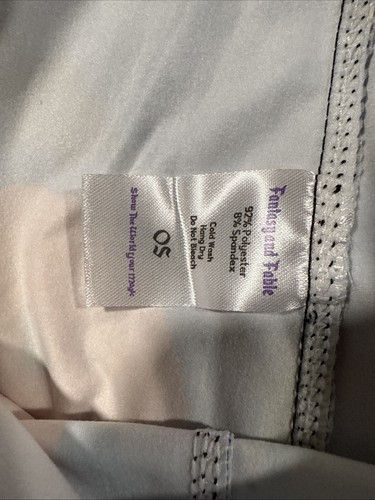 Fantasy and Fable
92% Polyester
8% Spandex
Cold Wash
Hang Dry
Do Not Bleach
OS
Show The World Your Magic